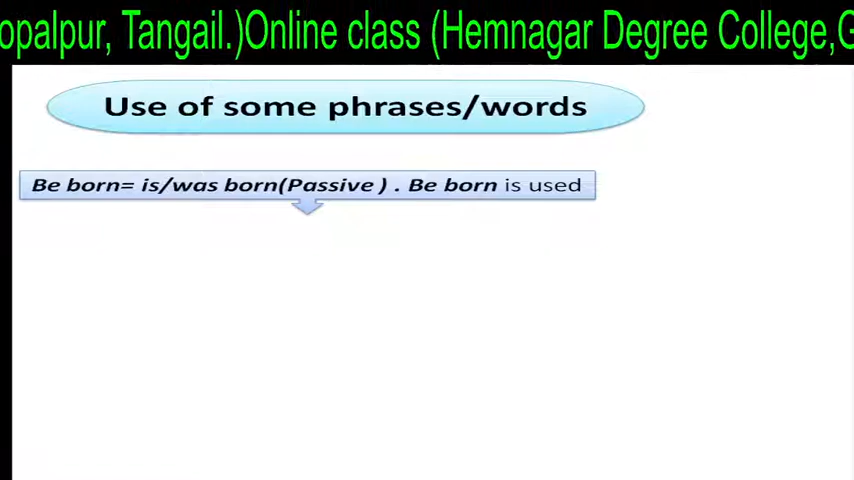 opalpur, Tangail.)Online class (Hemnagar Degree College,G
Use of some phrases/words
Be born= is/was born(Passive ) . Be born is used